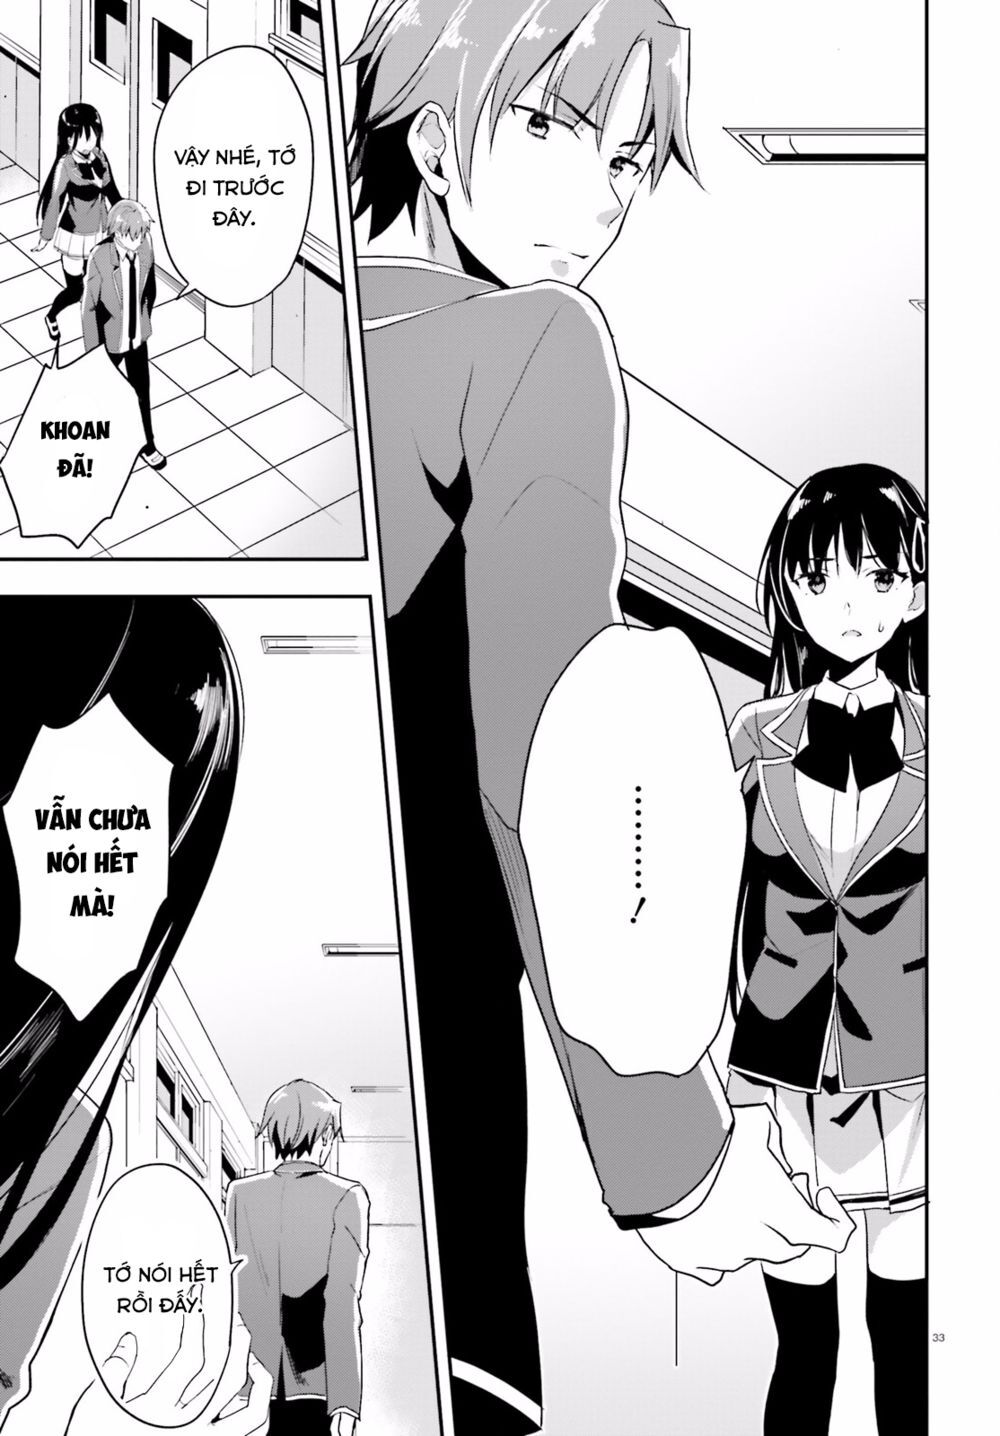 VẬY NHÉ, TỚ
ĐI TRƯỚC
ĐÂY.
KHOAN
ĐÃ!
........!
VẪN CHƯA
NÓI HẾT
MÀ!
TỚ NÓI HẾT
RỒI ĐẤY.
33